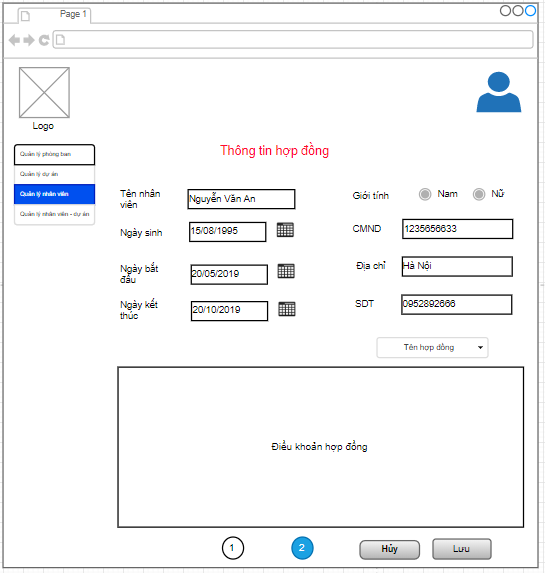 Page 1
Logo
Quản lý phòng ban
Quản lý dự án
Quản lý nhân viên
Quản lý nhân viên - dự án
Thông tin hợp đồng
Tên nhân
viên
Nguyễn Văn An
Giới tính
Nam
Nữ
Ngày sinh
15/08/1995
CMND
1235656633
Ngày bắt
đầu
20/05/2019
Địa chỉ
Hà Nội
Ngày kết
thúc
20/10/2019
SDT
0952892666
Tên hợp đồng
Điều khoản hợp đồng
1
2
Hủy
Lưu